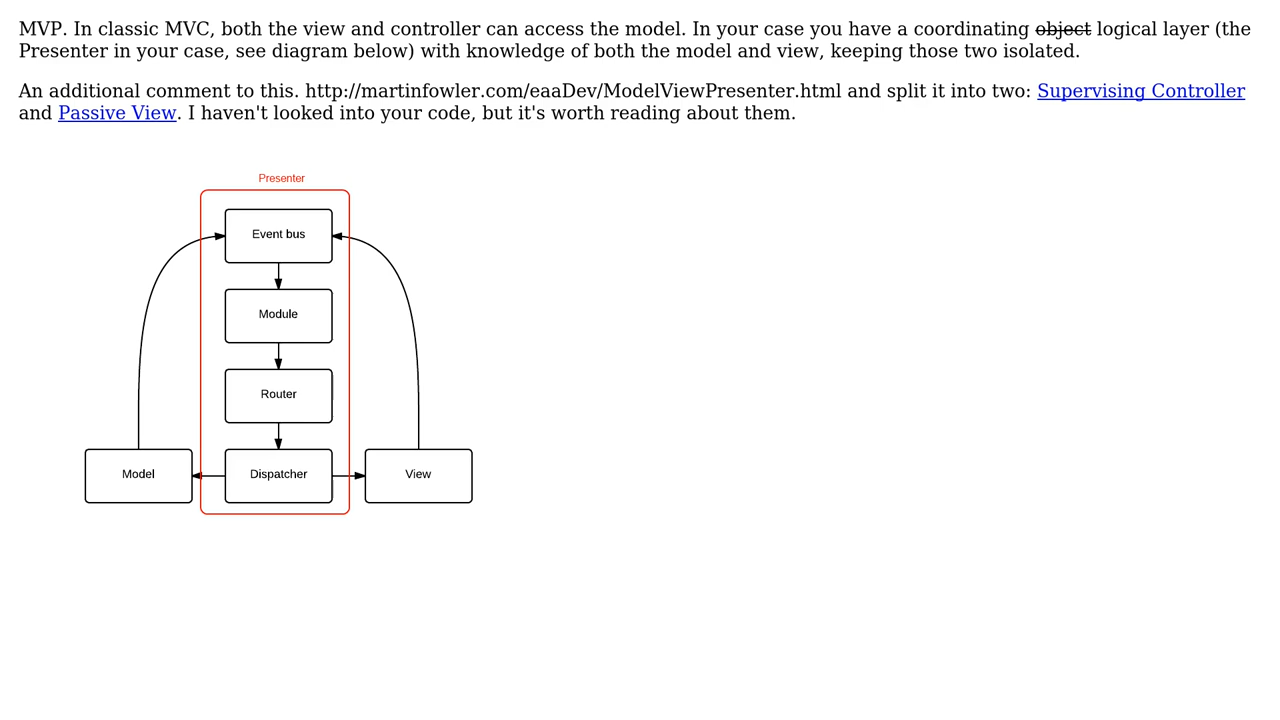 MVP. In classic MVC, both the view and controller can access the model. In your case you have a coordinating object logical layer (the
Presenter in your case, see diagram below) with knowledge of both the model and view, keeping those two isolated.
An additional comment to this. http://martinfowler.com/eaaDev/ModelViewPresenter.html and split it into two: Supervising Controller
and Passive View. I haven't looked into your code, but it's worth reading about them.
Presenter
Event bus
Module
Router
Model
Dispatcher
View